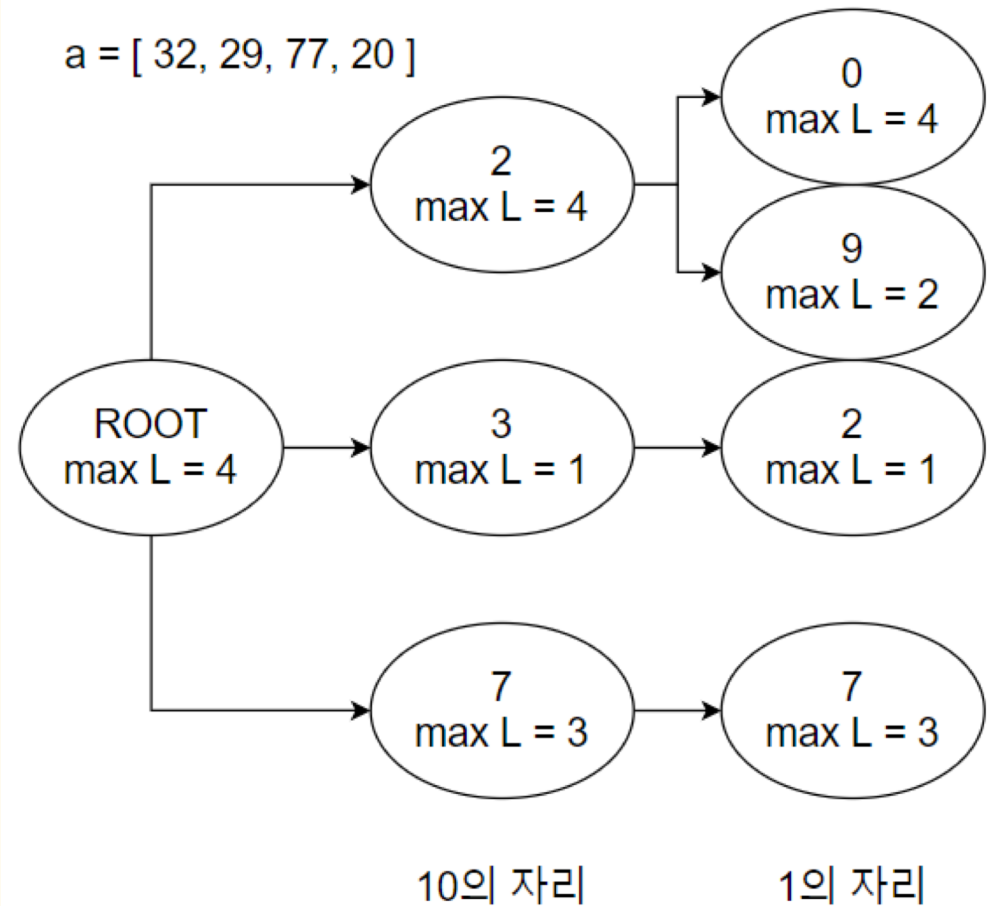 a = [ 32, 29, 77, 20 ]
0
max L = 4
2
max L = 4
9
max L = 2
ROOT
max L = 4
3
max L = 1
2
max L = 1
7
max L = 3
7
max L = 3
10의 자리
1의 자리